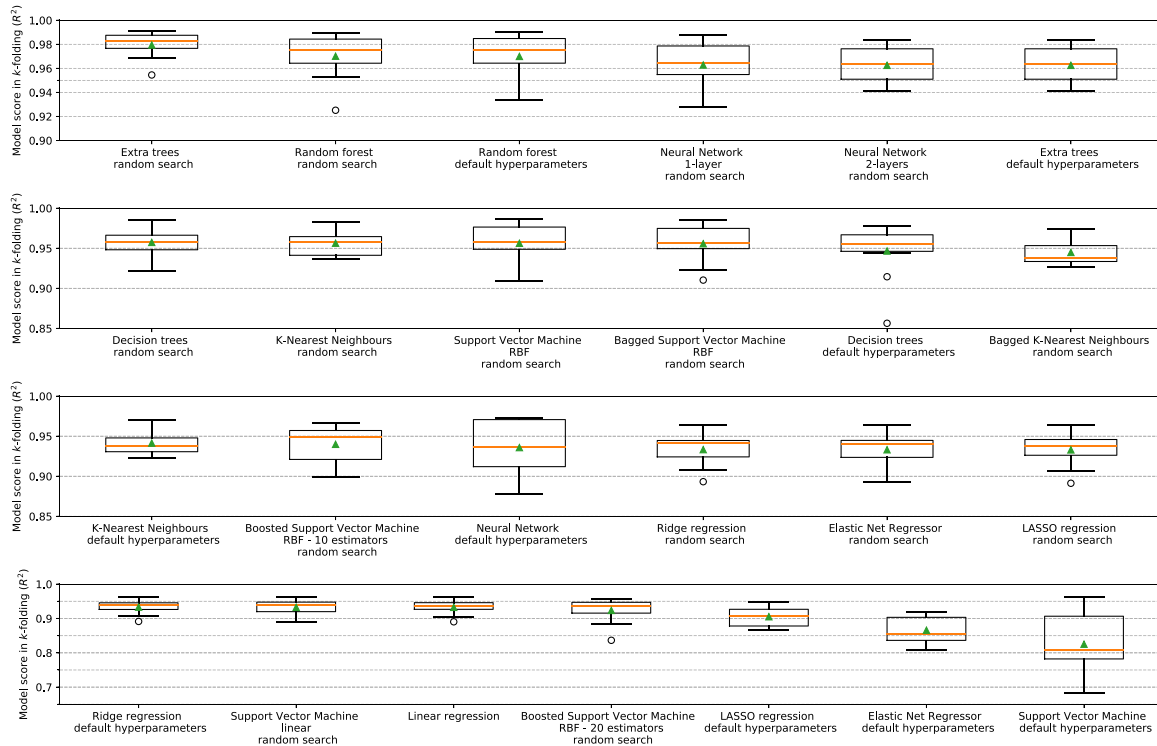 Model score in k-folding (R²)
1.00
0.98
0.96
0.94
0.92
0.90
Extra trees
random search
Random forest
random search
Random forest
default hyperparameters
Neural Network
1-layer
random search
Neural Network
2-layers
random search
Extra trees
default hyperparameters
Model score in k-folding (R²)
1.00
0.95
0.90
0.85
Decision trees
random search
K-Nearest Neighbours
random search
Support Vector Machine
RBF
random search
Bagged Support Vector Machine
RBF
random search
Decision trees
default hyperparameters
Bagged K-Nearest Neighbours
random search
Model score in k-folding (R²)
1.00
0.95
0.90
0.85
K-Nearest Neighbours
default hyperparameters
Boosted Support Vector Machine
RBF - 10 estimators
random search
Neural Network
default hyperparameters
Ridge regression
random search
Elastic Net Regressor
random search
LASSO regression
random search
Model score in k-folding (R²)
1.0
0.9
0.8
0.7
Ridge regression
default hyperparameters
Support Vector Machine
linear
random search
Linear regression
Boosted Support Vector Machine
RBF - 20 estimators
random search
LASSO regression
default hyperparameters
Elastic Net Regressor
default hyperparameters
Support Vector Machine
default hyperparameters